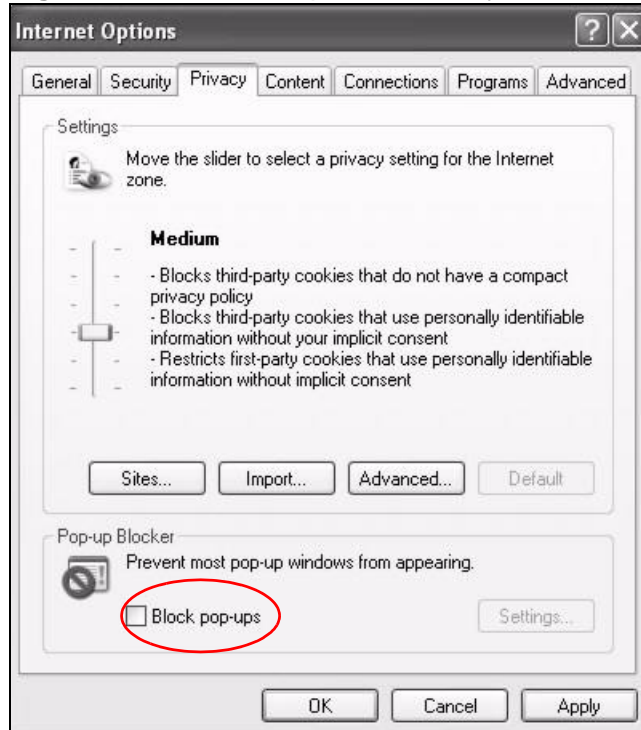 Internet Options
General Security Privacy Content Connections Programs Advanced
Settings
Move the slider to select a privacy setting for the Internet
zone.
Medium
- Blocks third-party cookies that do not have a compact
privacy policy
- Blocks third-party cookies that use personally identifiable
information without your implicit consent
- Restricts first-party cookies that use personally identifiable
information without implicit consent
Sites... Import... Advanced... Default
Pop-up Blocker
Prevent most pop-up windows from appearing.
Block pop-ups Settings...
OK Cancel Apply